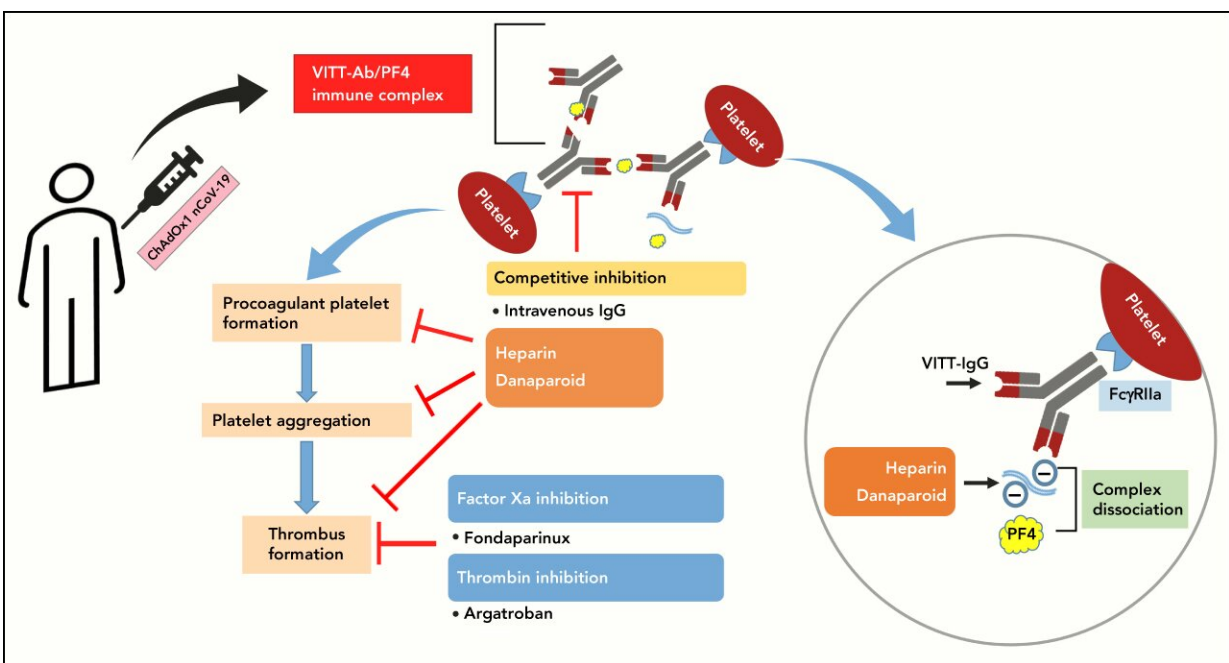 VITT-Ab/PF4
immune complex
ChAdOx1 nCoV-19
Platelet
Platelet
Competitive inhibition
• Intravenous IgG
Procoagulant platelet
formation
Heparin
Danaparoid
Platelet aggregation
Factor Xa inhibition
• Fondaparinux
Thrombus
formation
Thrombin inhibition
• Argatroban
Platelet
VITT-IgG
FcγRIIa
Heparin
Danaparoid
PF4
Complex
dissociation